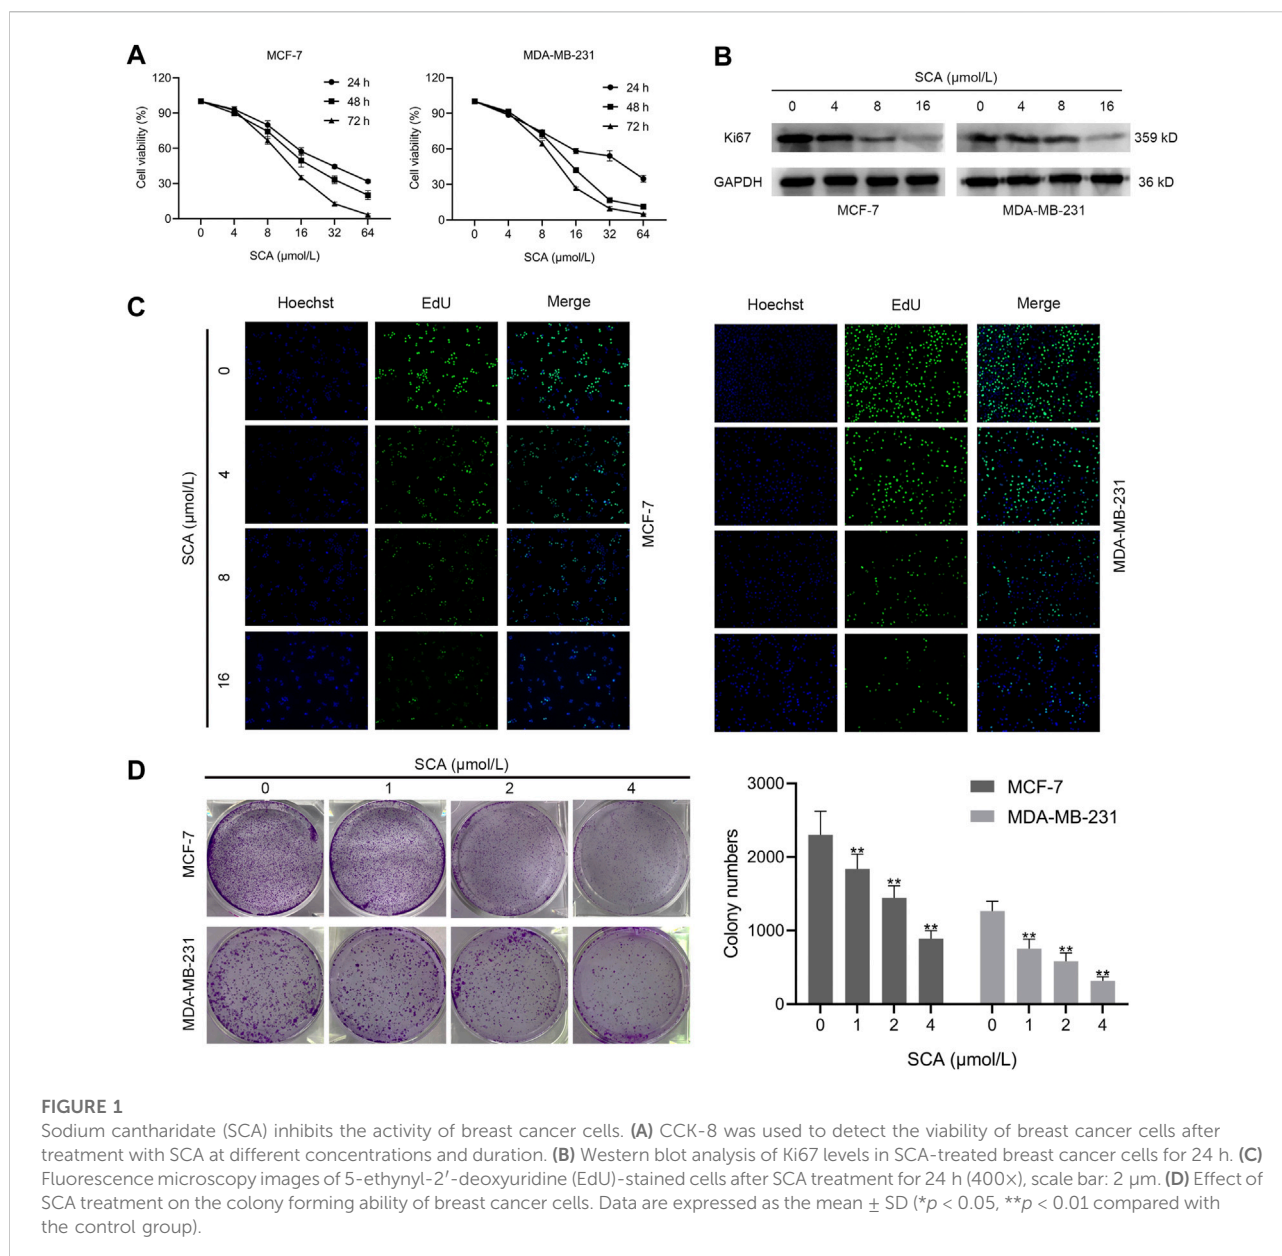 A
MCF-7
Cell viability (%)
120
90
60
30
0
24 h
48 h
72 h
0 4 8 16 32 64
SCA (µmol/L)
MDA-MB-231
Cell viability (%)
120
90
60
30
0
24 h
48 h
72 h
0 4 8 16 32 64
SCA (µmol/L)
B
SCA (µmol/L)
0 4 8 16 0 4 8 16
Ki67 359 kD
GAPDH 36 kD
MCF-7 MDA-MB-231
C
Hoechst EdU Merge
SCA (µmol/L)
0
4
8
16
MCF-7
Hoechst EdU Merge
MDA-MB-231
D
SCA (µmol/L)
0 1 2 4
MCF-7
MDA-MB-231
Colony numbers
3000
2000
1000
0
MCF-7
MDA-MB-231
** ** ** ** ** **
0 1 2 4 0 1 2 4
SCA (µmol/L)
FIGURE 1
Sodium cantharidate (SCA) inhibits the activity of breast cancer cells. (A) CCK-8 was used to detect the viability of breast cancer cells after
treatment with SCA at different concentrations and duration. (B) Western blot analysis of Ki67 levels in SCA-treated breast cancer cells for 24 h. (C)
Fluorescence microscopy images of 5-ethynyl-2′-deoxyuridine (EdU)-stained cells after SCA treatment for 24 h (400×), scale bar: 2 µm. (D) Effect of
SCA treatment on the colony forming ability of breast cancer cells. Data are expressed as the mean ± SD (*p < 0.05, **p < 0.01 compared with
the control group).